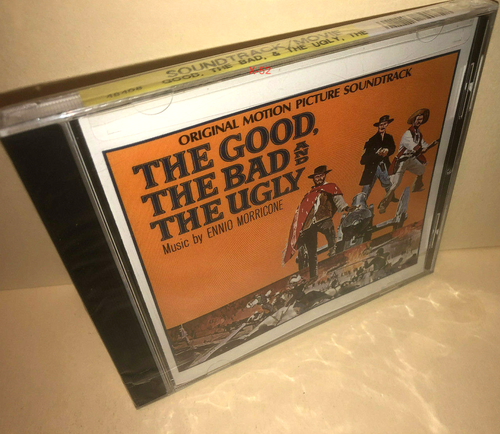 SOUNDTRACK/MOVIE
GOOD, THE BAD, & THE UGLY, THE
ORIGINAL MOTION PICTURE SOUNDTRACK
THE GOOD,
THE BAD AND
THE UGLY
Music by ENNIO MORRICONE